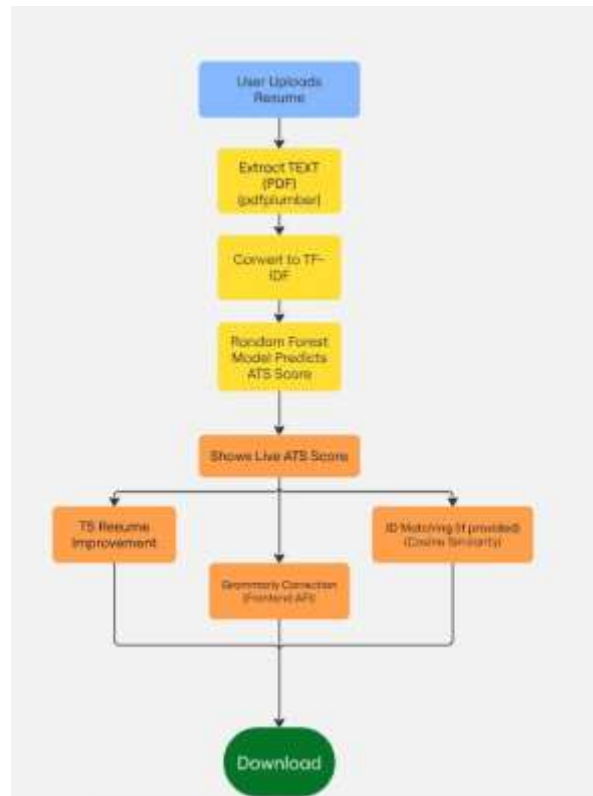 User Uploads
Resume
Extract TEXT
(PDF)
(pdfplumber)
Convert to TF-
IDF
Random Forest
Model Predicts
ATS Score
Shows Live ATS Score
T5 Resume
Improvement
JD Matching (if provided)
(Cosine Similarity)
Grammarly Correction
(Frontend API)
Download